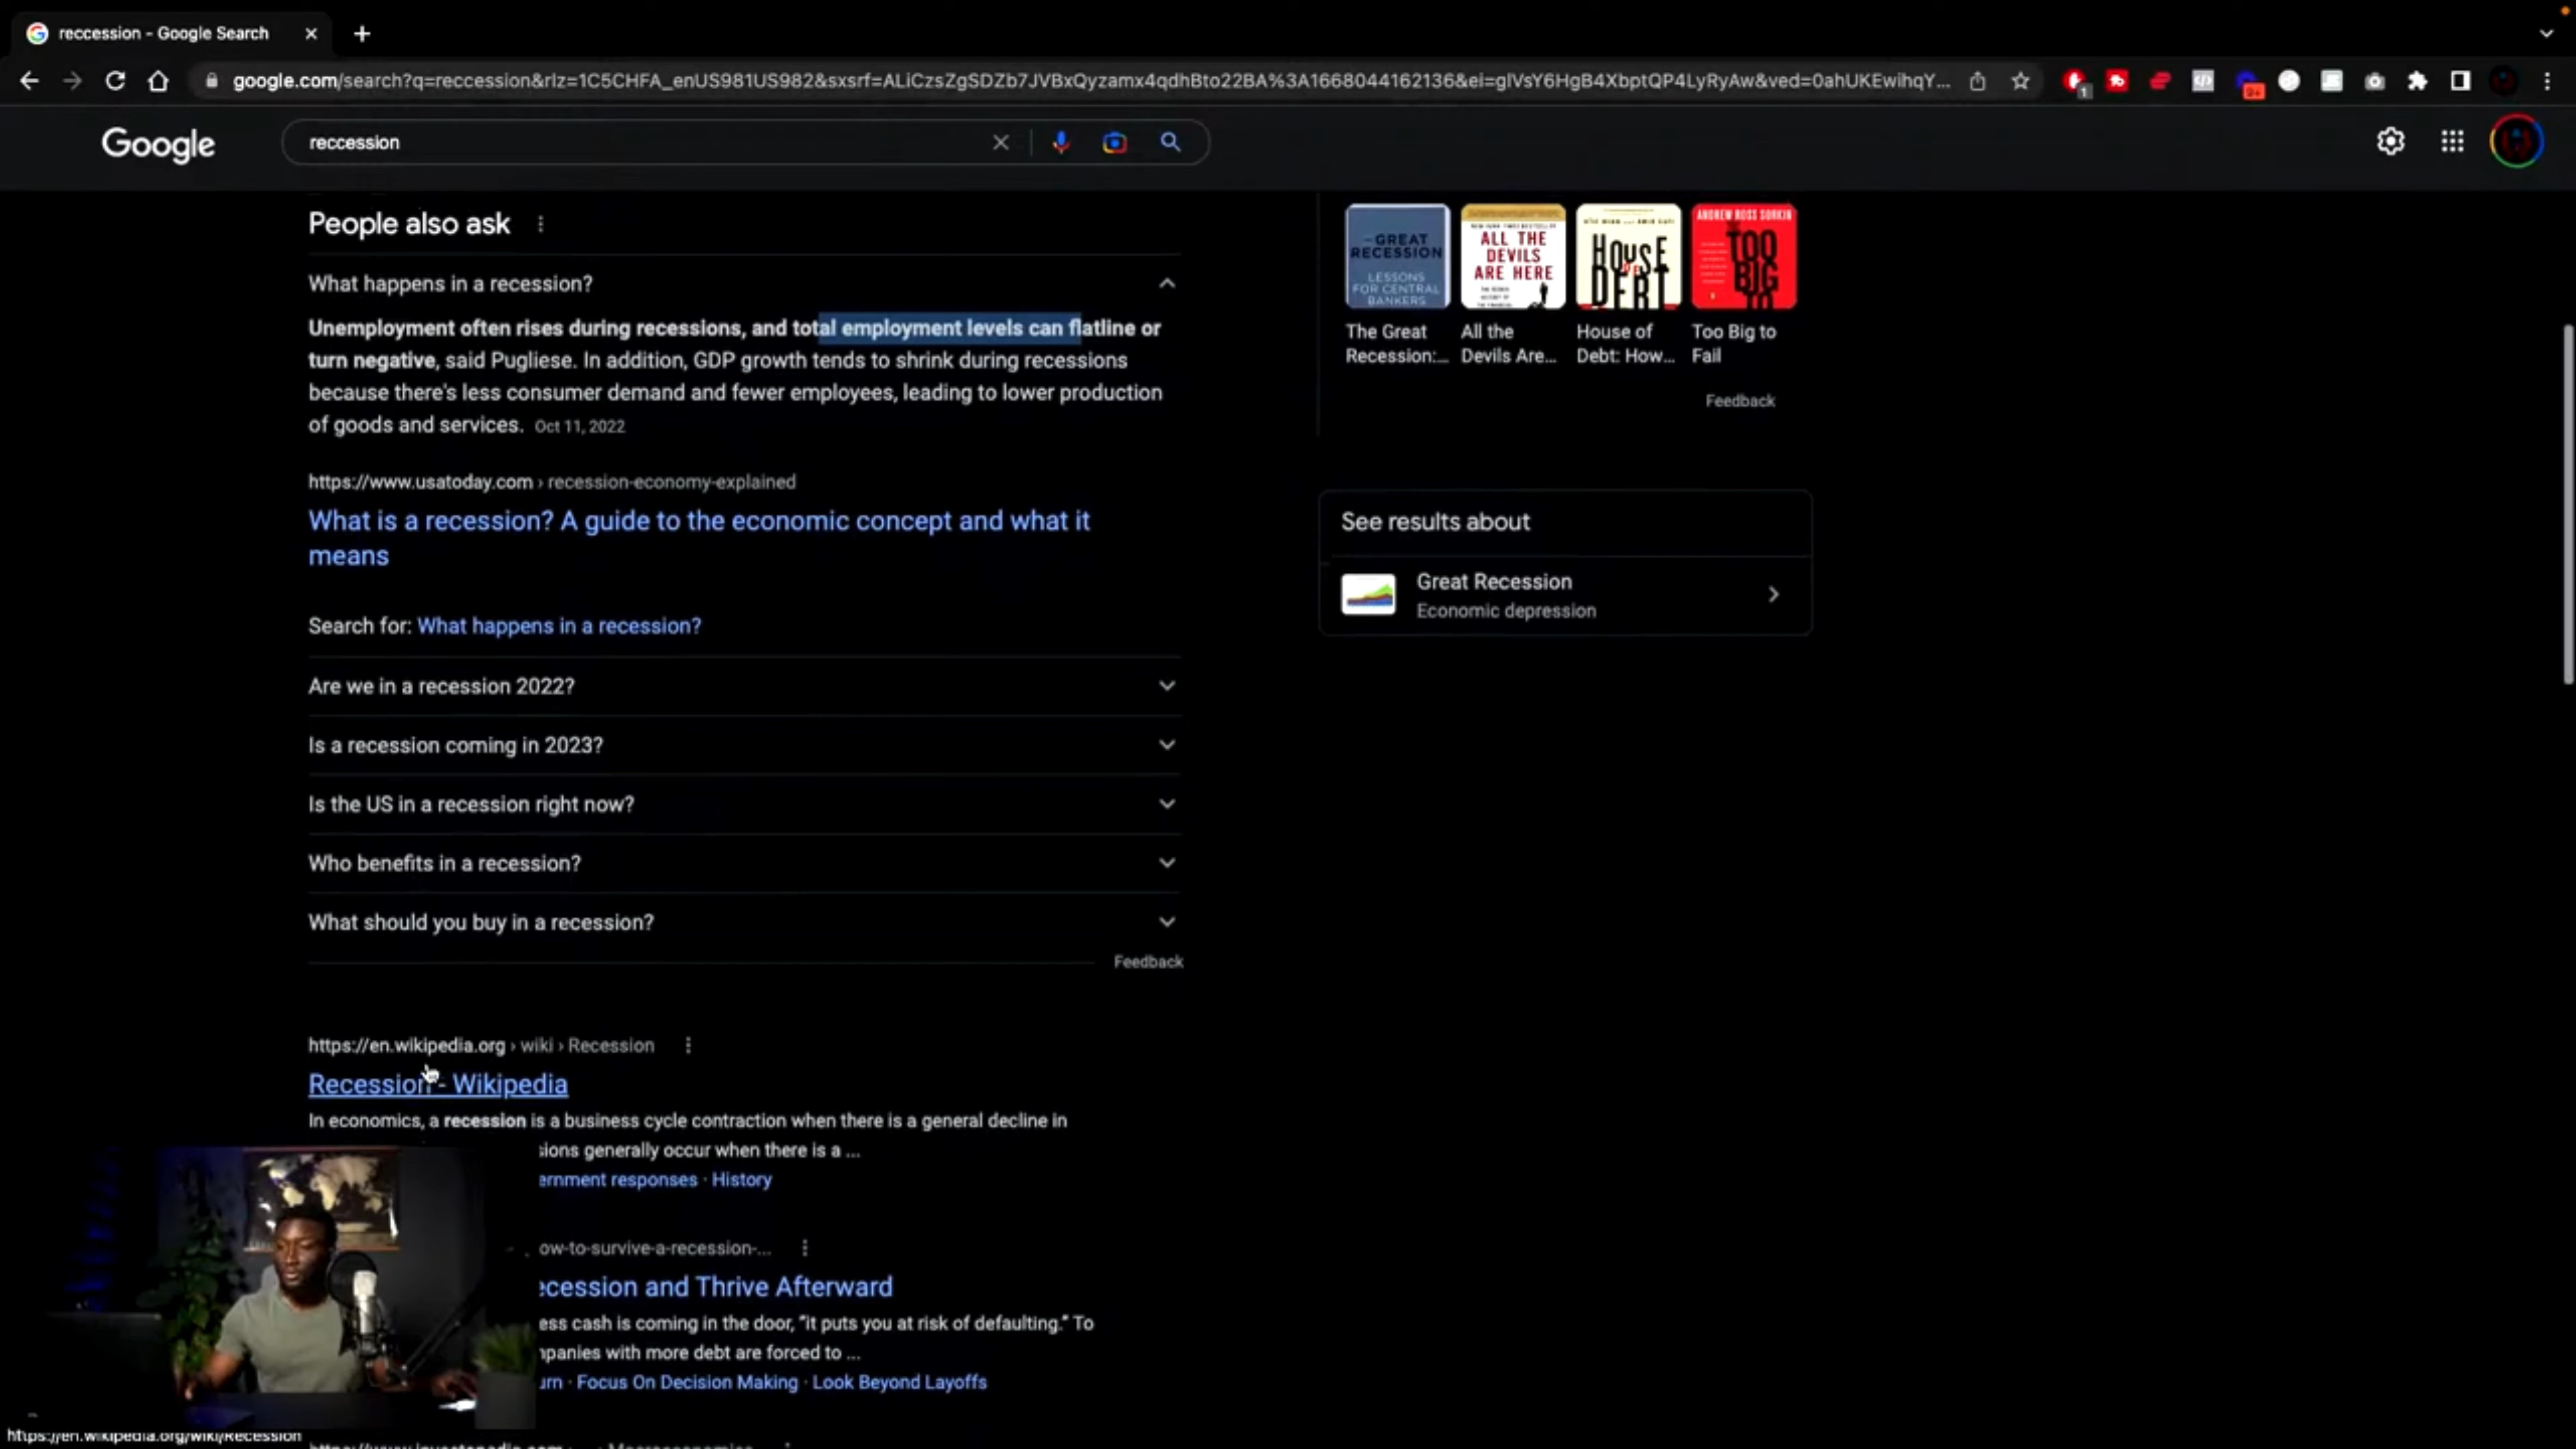 reccession - Google Search
google.com/search?q=reccession&rlz=1C5CHFA_enUS981US982&sxsrf=ALiCzsZgSDZb7JVBxQyzamx4qdhBto22BA%3A1668044162136&ei=glVsY6HgB4XbptQP4LyRyAw&ved=0ahUKEwihqY...
1
9+
Google
reccession
People also ask
What happens in a recession?
Unemployment often rises during recessions, and total employment levels can flatline or
turn negative, said Pugliese. In addition, GDP growth tends to shrink during recessions
because there's less consumer demand and fewer employees, leading to lower production
of goods and services. Oct 11, 2022
https://www.usatoday.com › recession-economy-explained
What is a recession? A guide to the economic concept and what it
means
Search for: What happens in a recession?
Are we in a recession 2022?
Is a recession coming in 2023?
Is the US in a recession right now?
Who benefits in a recession?
What should you buy in a recession?
Feedback
https://en.wikipedia.org › wiki › Recession
Recession - Wikipedia
In economics, a recession is a business cycle contraction when there is a general decline in
sions generally occur when there is a ...
ernment responses · History
ow-to-survive-a-recession-...
ecession and Thrive Afterward
ess cash is coming in the door, “it puts you at risk of defaulting.” To
npanies with more debt are forced to ...
urn · Focus On Decision Making · Look Beyond Layoffs
https://en.wikipedia.org/wiki/Recession
GREAT
RECESSION
LESSONS
FOR CENTRAL
BANKERS
ALL THE
DEVILS
ARE HERE
HOUSE
OF
DEBT
ANDREW ROSS SORKIN
TOO
BIG
TO
The Great
Recession:...
All the
Devils Are...
House of
Debt: How...
Too Big to
Fail
Feedback
See results about
Great Recession
Economic depression